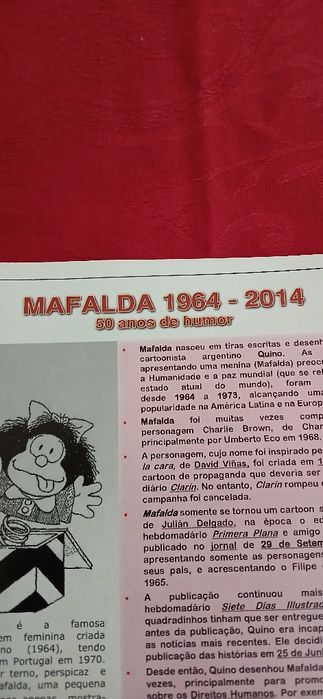 MAFALDA 1964 - 2014
50 anos de humor
Mafalda nasceu em tiras escritas e desenh
cartoonista argentino Quino. As
apresentando uma menina (Mafalda) preoc
a Humanidade e a paz mundial (que se ref
estado atual do mundo), foram
desde 1964 a 1973, alcançando uma
popularidade na América Latina e na Europ
Mafalda foi muitas vezes comp
personagem Charlie Brown, de Char
principalmente por Umberto Eco em 1968.
A personagem, cujo nome foi inspirado pel
la cara, de David Viñas, foi criada em 1
cartoon de propaganda que deveria ser
diário Clarín. No entanto, Clarín rompeu
campanha foi cancelada.
Mafalda somente se tornou um cartoon s
de Julián Delgado, na época o ed
hebdomadário Primera Plana e amigo
publicado no jornal de 29 de Setem
apresentando somente as personagens
seus pais, e acrescentando o Filipe
1965.
A publicação continuou mais
hebdomadário Siete Días Illustrad
quadradinhos tinham que ser entregue
antes da publicação, Quino era incap
as notícias mais recentes. Ele decidi
publicação das histórias em 25 de Jun
Desde então, Quino desenhou Mafalda
vezes, principalmente para promo
sobre os Direitos Humanos. Por exem
é a famosa
em feminina criada
no (1964), tendo
m Portugal em 1970.
r terno, perspicaz e
afalda, uma pequena
anos apenas, mostra-